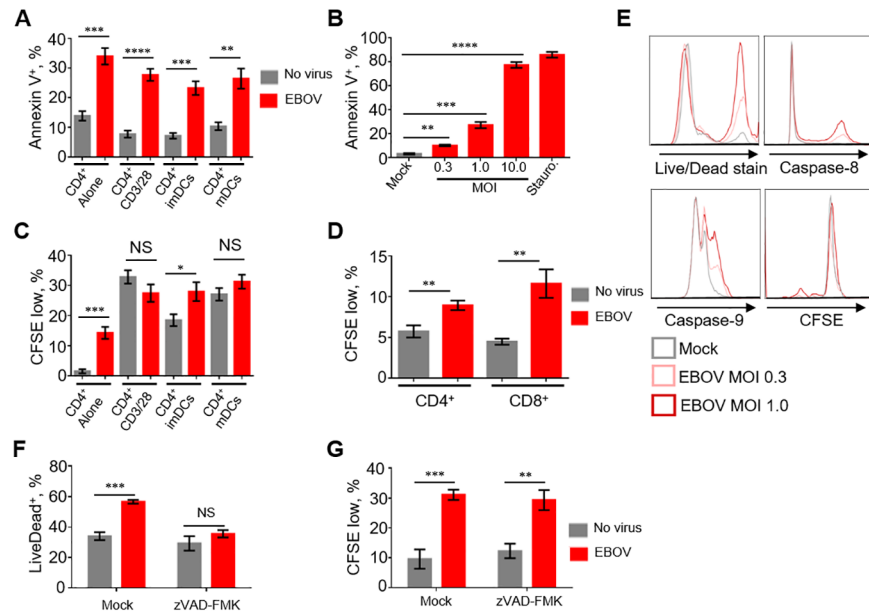 A
Annexin V⁺, %
40
30
20
10
0
***
****
***
**
CD4⁺ Alone
CD4⁺ CD3/28
CD4⁺ imDCs
CD4⁺ mDCs
No virus
EBOV
B
Annexin V⁺, %
100
80
60
40
20
0
****
***
**
Mock
0.3
1.0
10.0
Stauro.
MOI
C
CFSE low, %
40
30
20
10
0
***
NS
*
NS
CD4⁺ Alone
CD4⁺ CD3/28
CD4⁺ imDCs
CD4⁺ mDCs
D
CFSE low, %
15
10
5
0
**
**
CD4⁺
CD8⁺
No virus
EBOV
E
Live/Dead stain
Caspase-8
Caspase-9
CFSE
Mock
EBOV MOI 0.3
EBOV MOI 1.0
F
LiveDead⁺, %
80
60
40
20
0
***
NS
Mock
zVAD-FMK
G
CFSE low, %
40
30
20
10
0
***
**
Mock
zVAD-FMK
No virus
EBOV